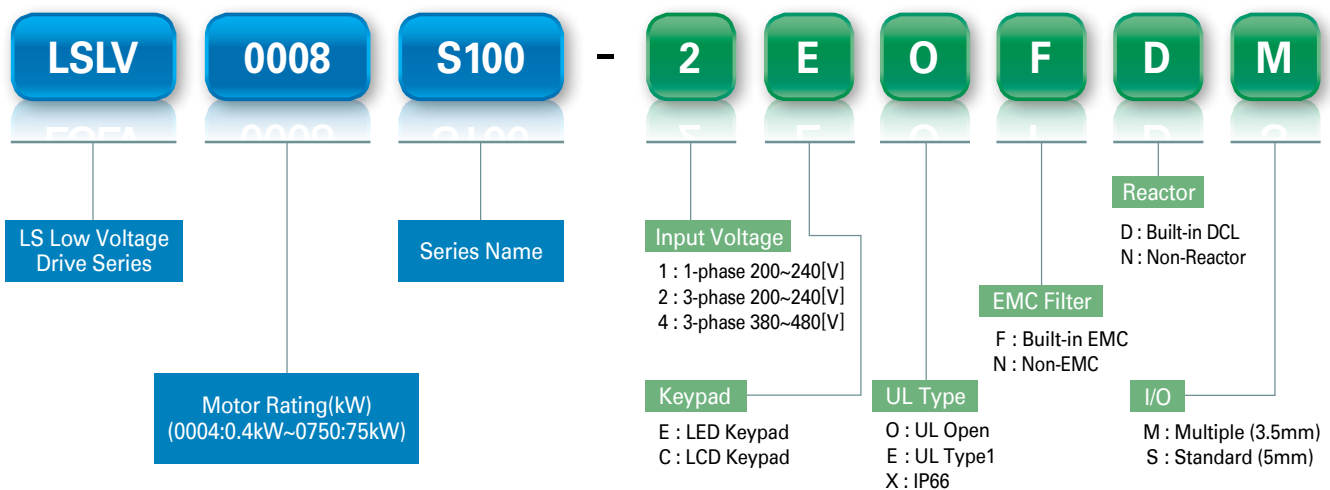 LSLV 0008 S100 - 2 E O F D M
LS Low Voltage
Drive Series
Motor Rating(kW)
(0004:0.4kW~0750:75kW)
Series Name
Input Voltage
1 : 1-phase 200~240[V]
2 : 3-phase 200~240[V]
4 : 3-phase 380~480[V]
Keypad
E : LED Keypad
C : LCD Keypad
UL Type
O : UL Open
E : UL Type1
X : IP66
EMC Filter
F : Built-in EMC
N : Non-EMC
Reactor
D : Built-in DCL
N : Non-Reactor
I/O
M : Multiple (3.5mm)
S : Standard (5mm)